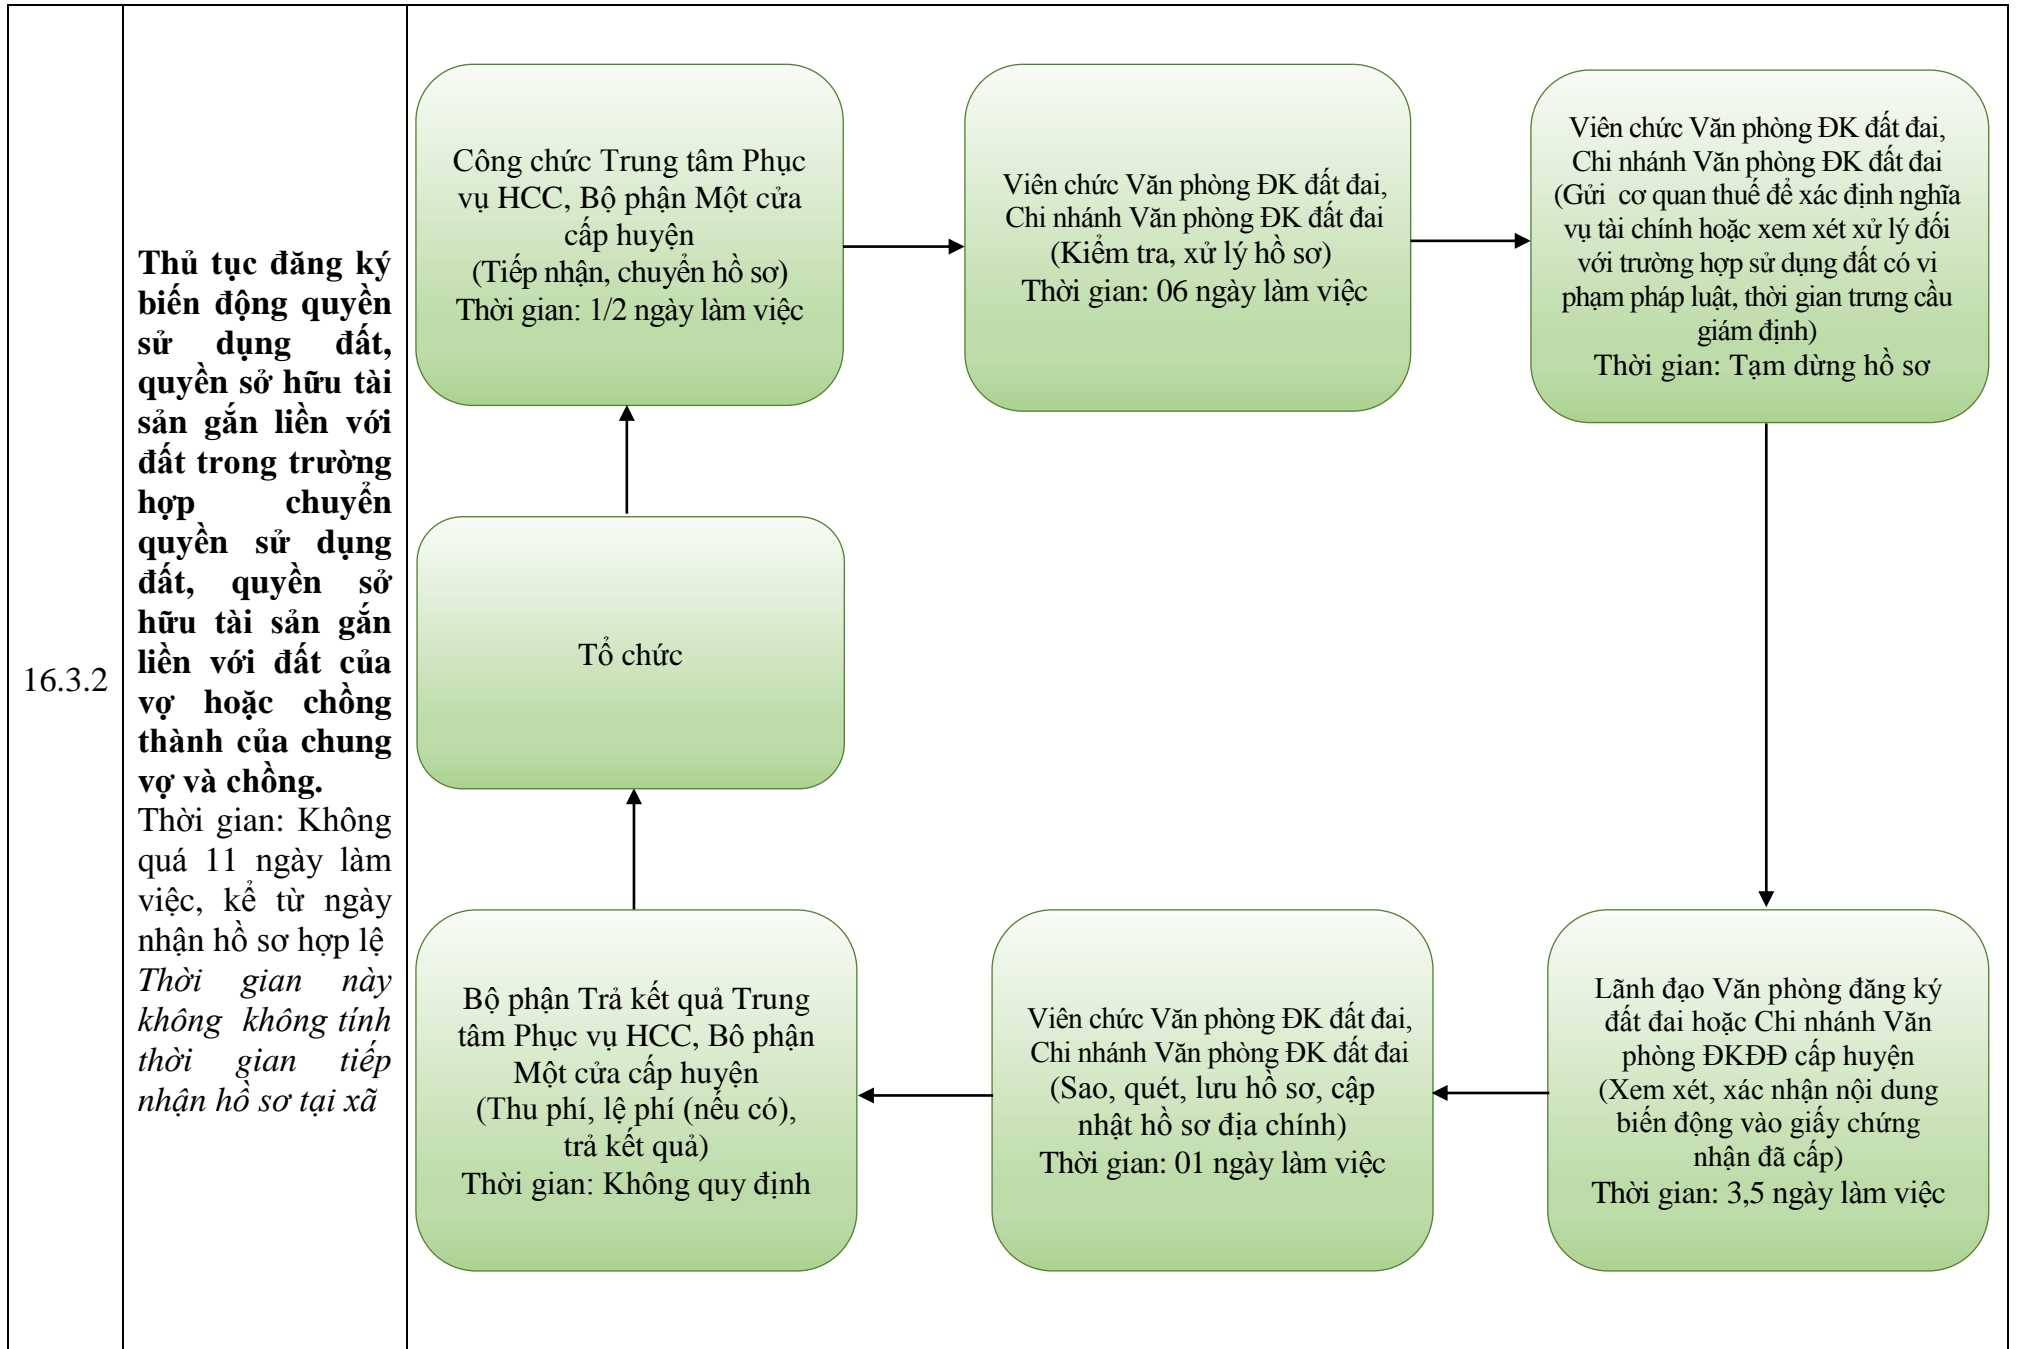 16.3.2
Thủ tục đăng ký
biến động quyền
sử dụng đất,
quyền sở hữu tài
sản gắn liền với
đất trong trường
hợp chuyển
quyền sử dụng
đất, quyền sở
hữu tài sản gắn
liền với đất của
vợ hoặc chồng
thành của chung
vợ và chồng.
Thời gian: Không
quá 11 ngày làm
việc, kể từ ngày
nhận hồ sơ hợp lệ
Thời gian này
không không tính
thời gian tiếp
nhận hồ sơ tại xã
Công chức Trung tâm Phục
vụ HCC, Bộ phận Một cửa
cấp huyện
(Tiếp nhận, chuyển hồ sơ)
Thời gian: 1/2 ngày làm việc
Viên chức Văn phòng ĐK đất đai,
Chi nhánh Văn phòng ĐK đất đai
(Kiểm tra, xử lý hồ sơ)
Thời gian: 06 ngày làm việc
Viên chức Văn phòng ĐK đất đai,
Chi nhánh Văn phòng ĐK đất đai
(Gửi cơ quan thuế để xác định nghĩa
vụ tài chính hoặc xem xét xử lý đối
với trường hợp sử dụng đất có vi
phạm pháp luật, thời gian trưng cầu
giám định)
Thời gian: Tạm dừng hồ sơ
Tổ chức
Bộ phận Trả kết quả Trung
tâm Phục vụ HCC, Bô phận
Một cửa cấp huyện
(Thu phí, lệ phí (nếu có),
trả kết quả)
Thời gian: Không quy định
Viên chức Văn phòng ĐK đất đai,
Chi nhánh Văn phòng ĐK đất đai
(Sao, quét, lưu hồ sơ, cập
nhật hồ sơ địa chính)
Thời gian: 01 ngày làm việc
Lãnh đạo Văn phòng đăng ký
đất đai hoặc Chi nhánh Văn
phòng ĐKĐĐ cấp huyện
(Xem xét, xác nhận nội dung
biến động vào giấy chứng
nhận đã cấp)
Thời gian: 3,5 ngày làm việc